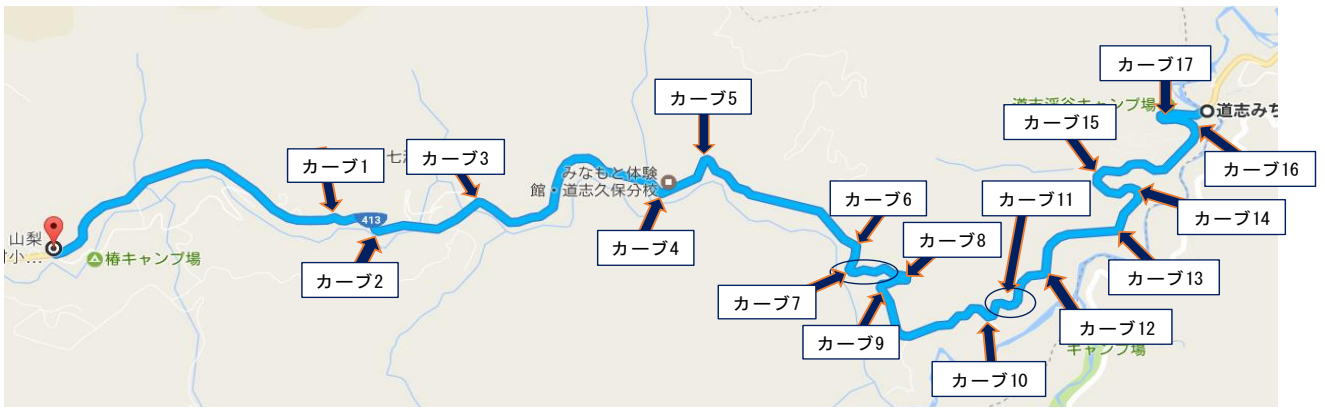 カーブ17
道志渓谷キャンプ場
道志みち
カーブ5
カーブ15
カーブ16
カーブ1
七
カーブ3
みなもと体験
館・道志久保分校
413
カーブ6
カーブ11
カーブ14
カーブ8
山梨
村小...
椿キャンプ場
カーブ2
カーブ4
カーブ13
カーブ7
カーブ9
カーブ12
キャンプ場
カーブ10